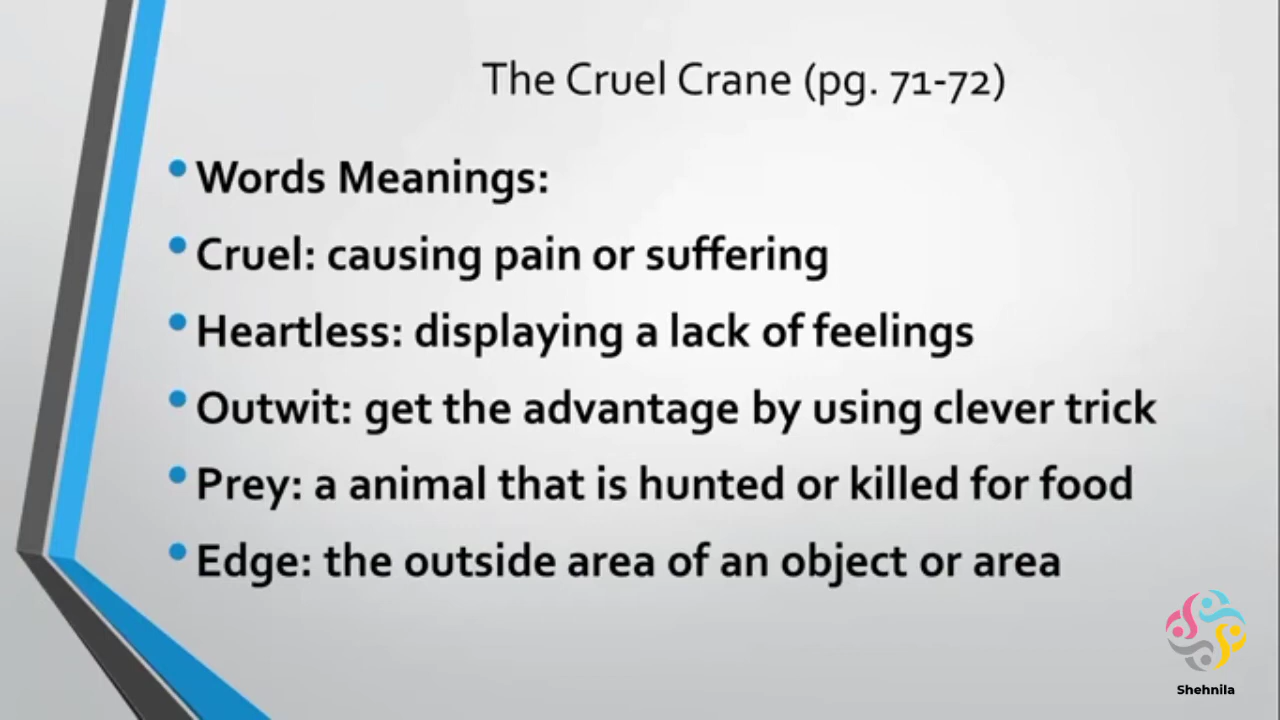 The Cruel Crane (pg. 71-72)
• Words Meanings:
• Cruel: causing pain or suffering
• Heartless: displaying a lack of feelings
• Outwit: get the advantage by using clever trick
• Prey: a animal that is hunted or killed for food
• Edge: the outside area of an object or area
Shehnila